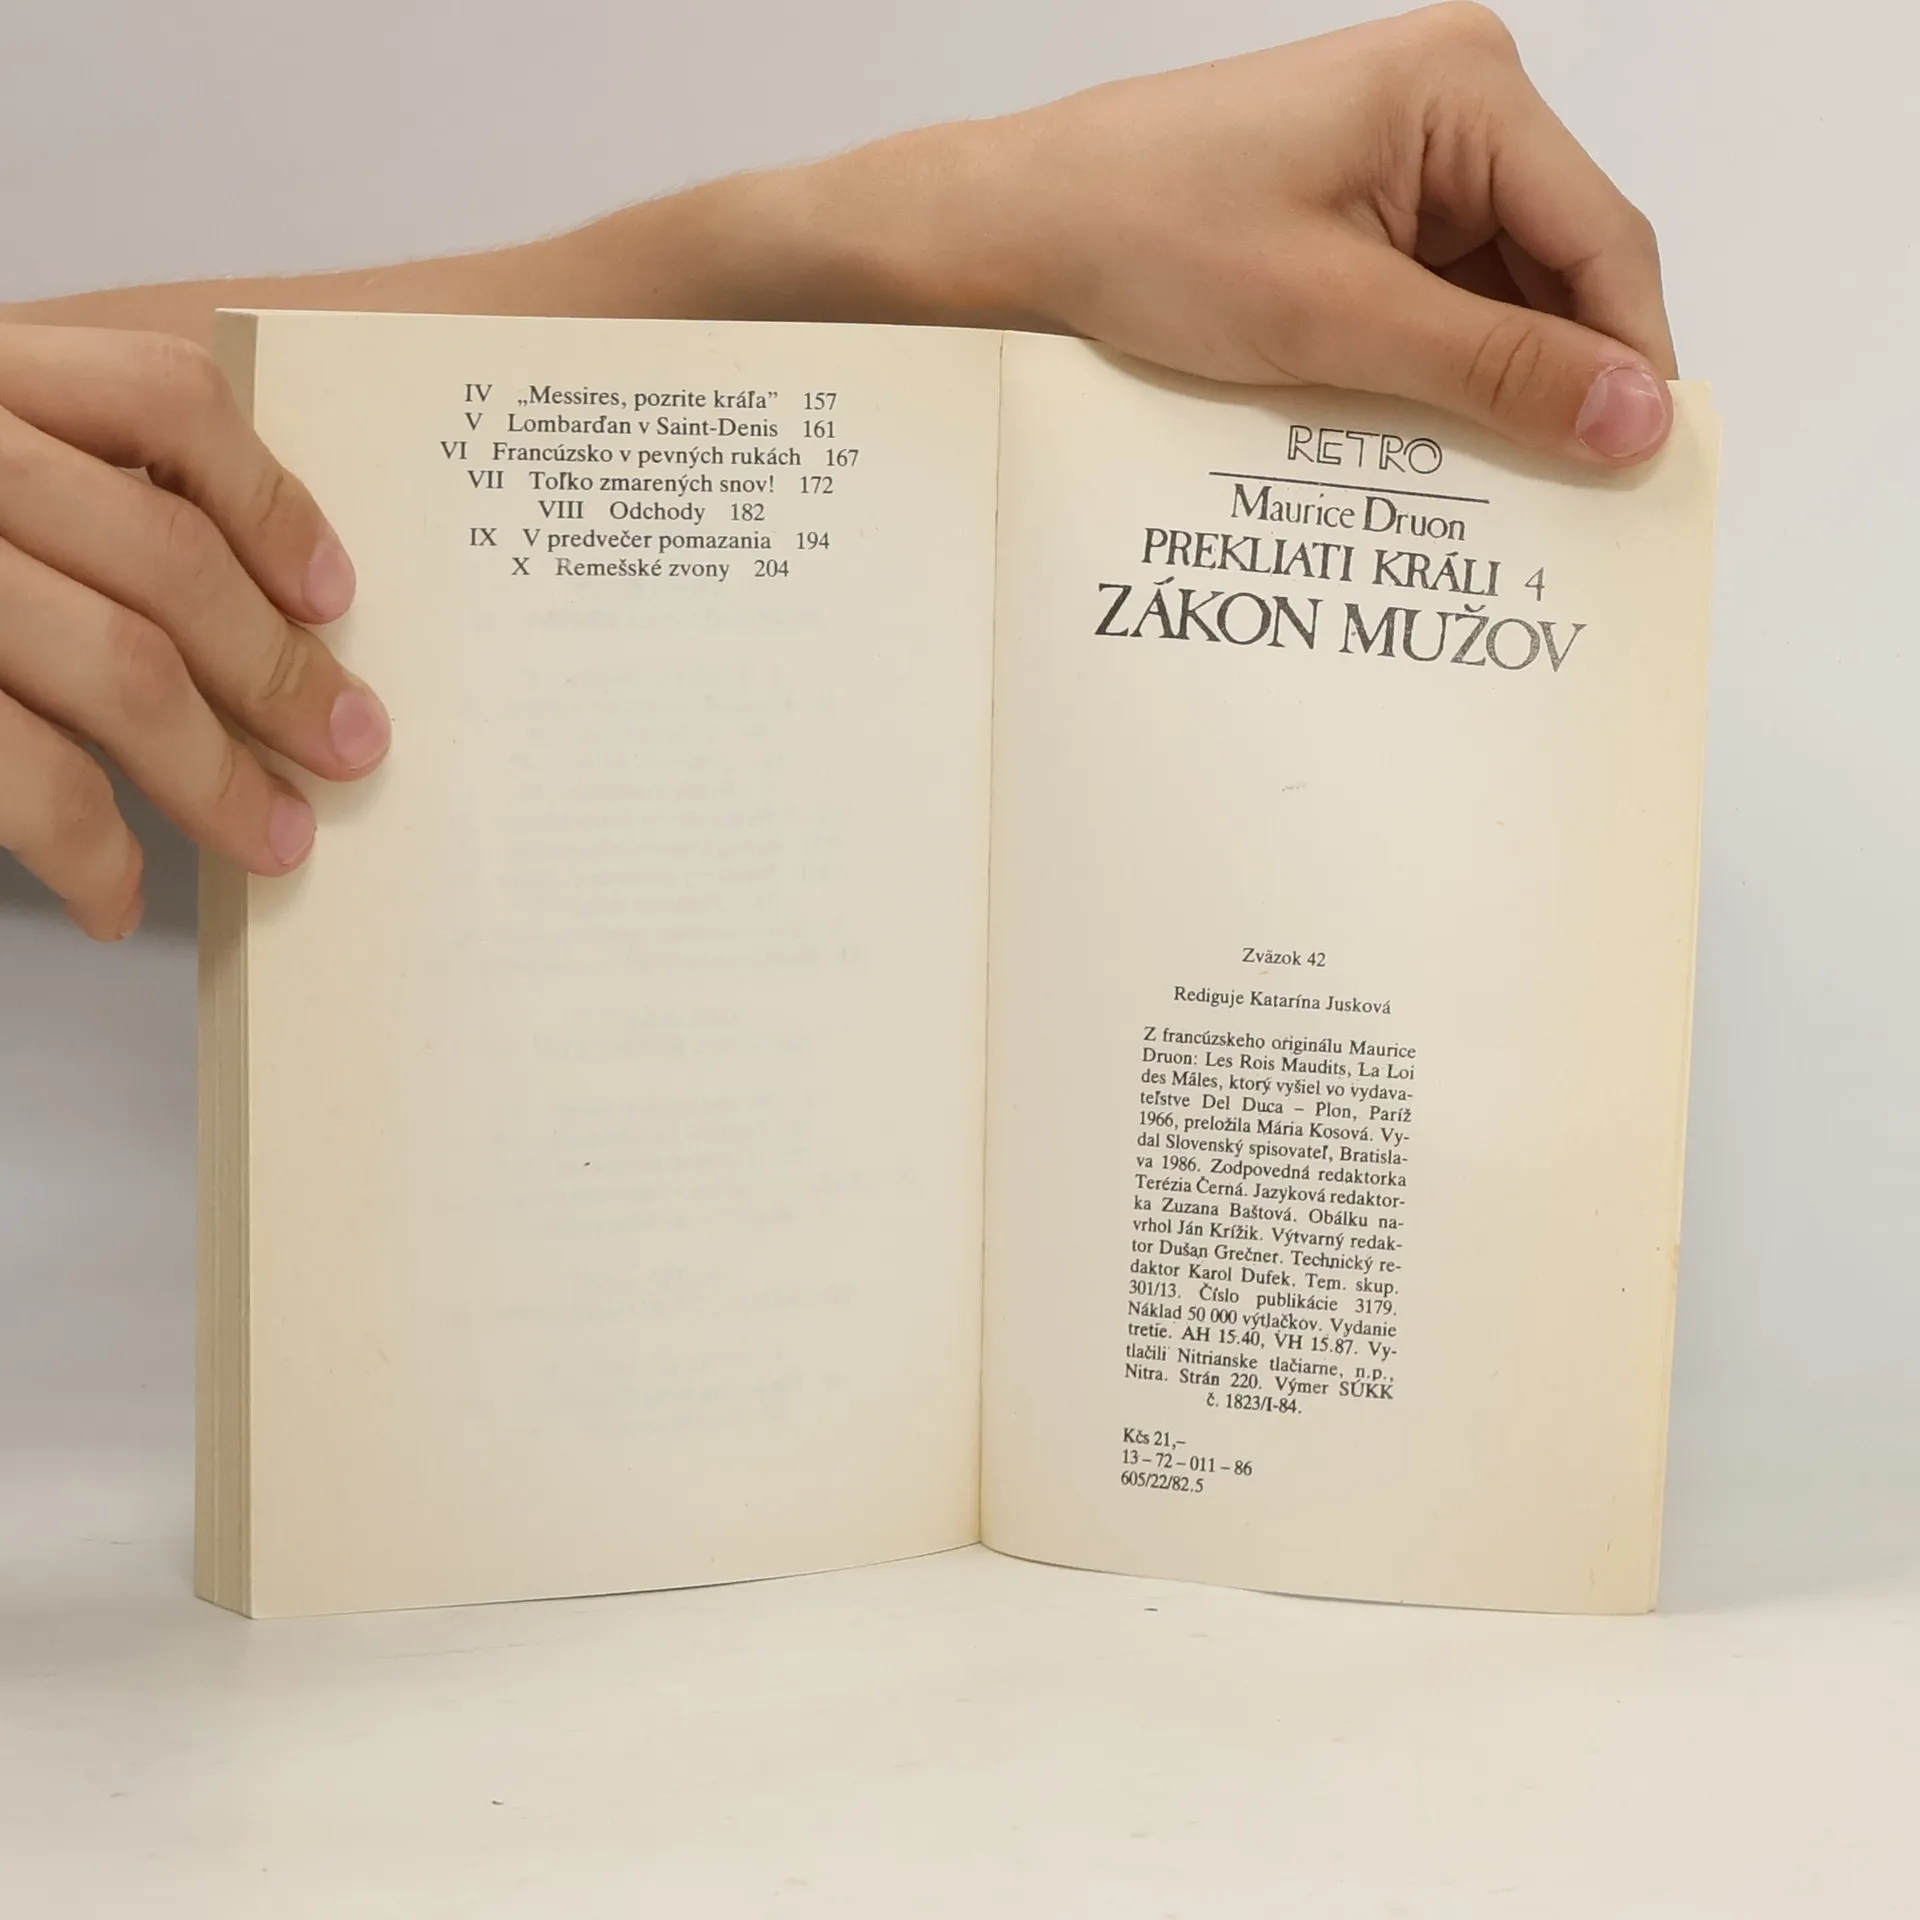 IV „Messires, pozrite kráľa” 157
V Lombarďan v Saint-Denis 161
VI Francúzsko v pevných rukách 167
VII Toľko zmarených snov! 172
VIII Odchody 182
IX V predvečer pomazania 194
X Remešské zvony 204
RETRO
Maurice Druon
PREKLIATI KRÁLI 4
ZÁKON MUŽOV
Zväzok 42
Rediguje Katarína Jusková
Z francúzskeho originálu Maurice
Druon: Les Rois Maudits, La Loi
des Mâles, ktorý vyšiel vo vydava-
teľstve Del Duca – Plon, Paríž
1966, preložila Mária Kosová. Vy-
dal Slovenský spisovateľ, Bratisla-
va 1986. Zodpovedná redaktorka
Terézia Černá. Jazyková redaktor-
ka Zuzana Baštová. Obálku na-
vrhol Ján Krížik. Výtvarný redak-
tor Dušan Grečner. Technický re-
daktor Karol Dufek. Tem. skup.
301/13. Číslo publikácie 3179.
Náklad 50 000 výtlačkov. Vydanie
tretie. AH 15.40, VH 15.87. Vy-
tlačili Nitrianske tlačiarne, n.p.,
Nitra. Strán 220. Výmer SÚKK
č. 1823/I-84.
Kčs 21,–
13 – 72 – 011 – 86
605/22/82.5